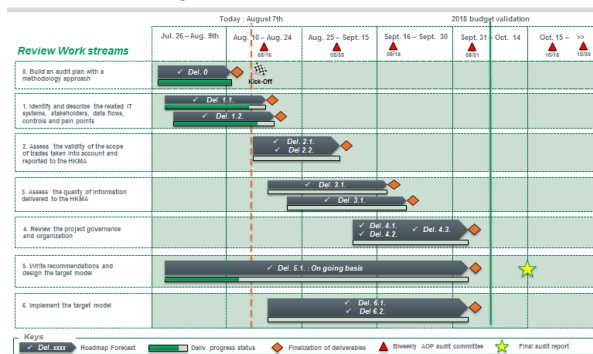 Today : August 7th
2018 budget validation
Jul. 26 – Aug. 9th
Aug. 10 – Aug. 24
Aug. 25 – Sept. 15
Sept. 16 – Sept. 30
Sept. 31 – Oct. 14
Oct. 15 – >>
Review Work streams
0. Build an audit plan with a
methodology approach
✓ Del. 0
Kick-Off
1. Identify and describe the related IT
systems, stakeholders, data flows,
controls and pain points
✓ Del. 1.1.
✓ Del. 1.2.
2. Assess the validity of the scope
of trades taken into account and
reported to the HKMA
✓ Del. 2.1.
✓ Del 2.2.
3. Assess the quality of information
delivered to the HKMA
✓ Del. 3.1.
✓ Del. 3.1.
4. Review the project governance
and organization
✓ Del. 4.1.
✓ Del. 4.2.
✓ Del. 4.3.
5. Write recommendations and
design the target model
✓ Del. 5.1. : On going basis
6. Implement the target model
✓ Del. 6.1.
✓ Del 6.2.
Keys
✓ Del. xxxx
Roadmap Forecast
Deliv. progress status
Finalization of deliverables
Biweekly AOP audit committee
Final audit report